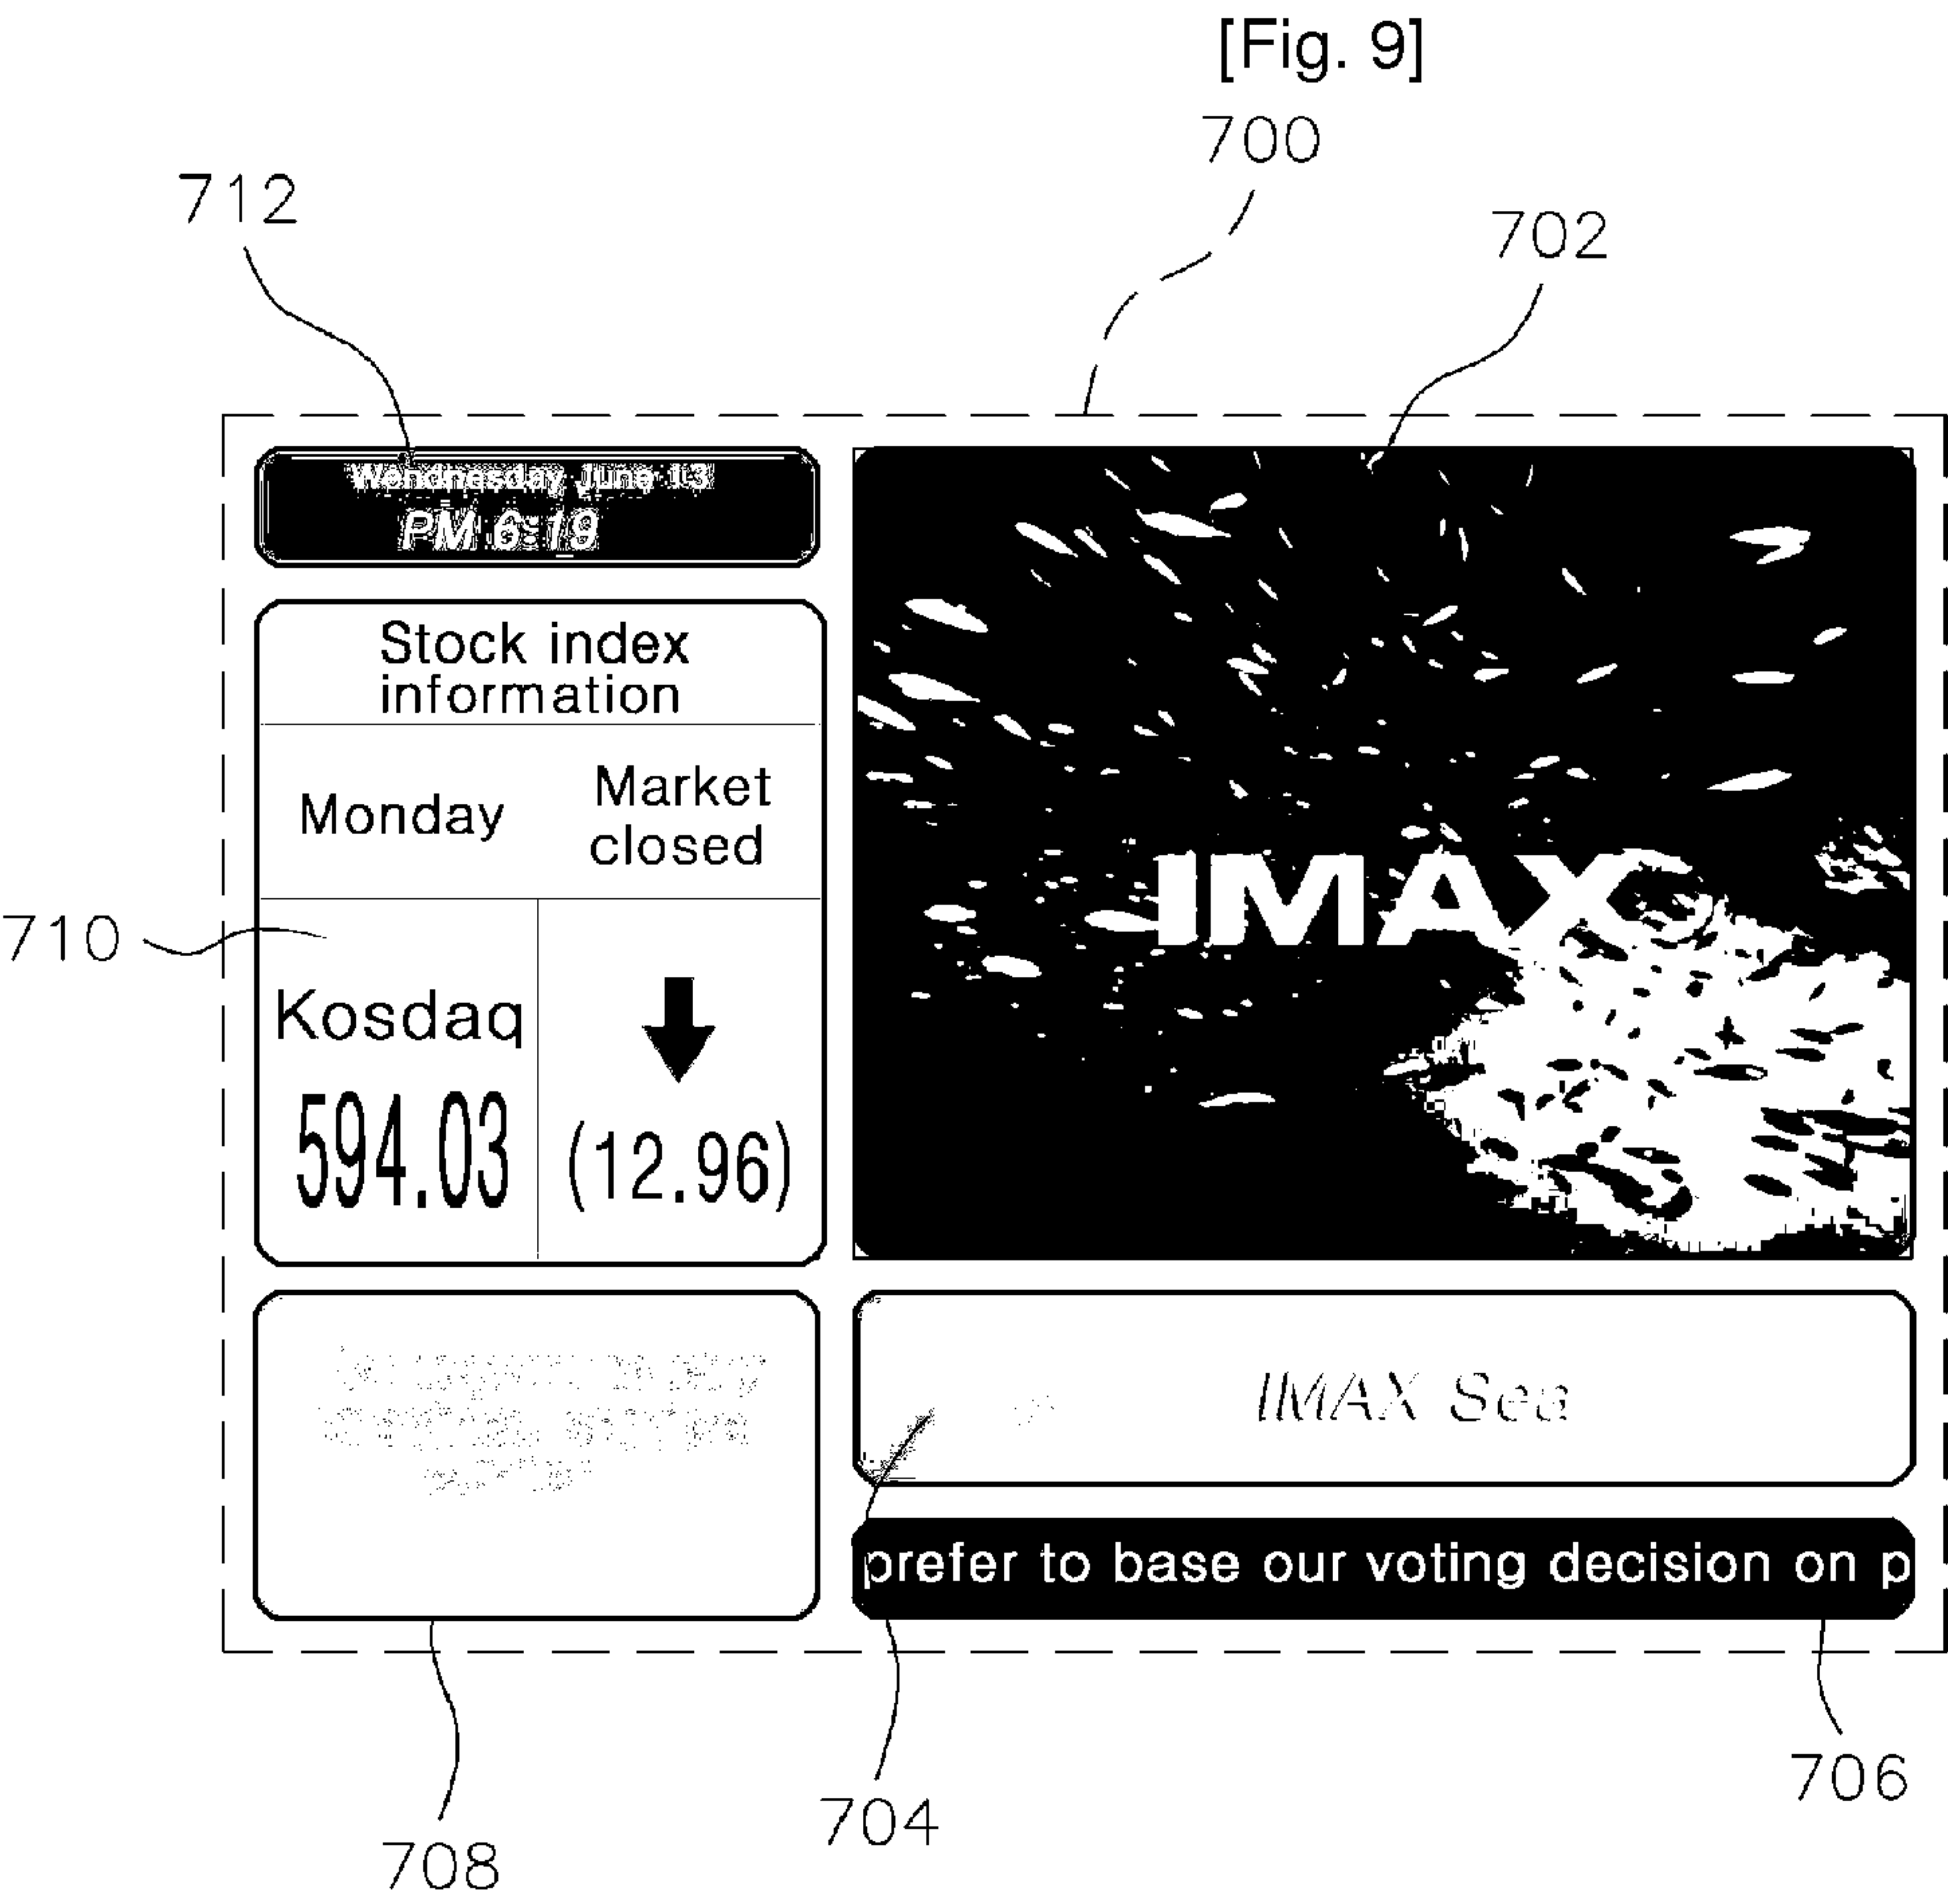 [Fig. 9]
700
712
702
Wendnesday June 13
PM 6:19
Stock index
information
Monday
Market
closed
710
Kosdaq
594.03
(12.96)
IMAX
IMAX Sea
prefer to base our voting decision on p
706
704
708